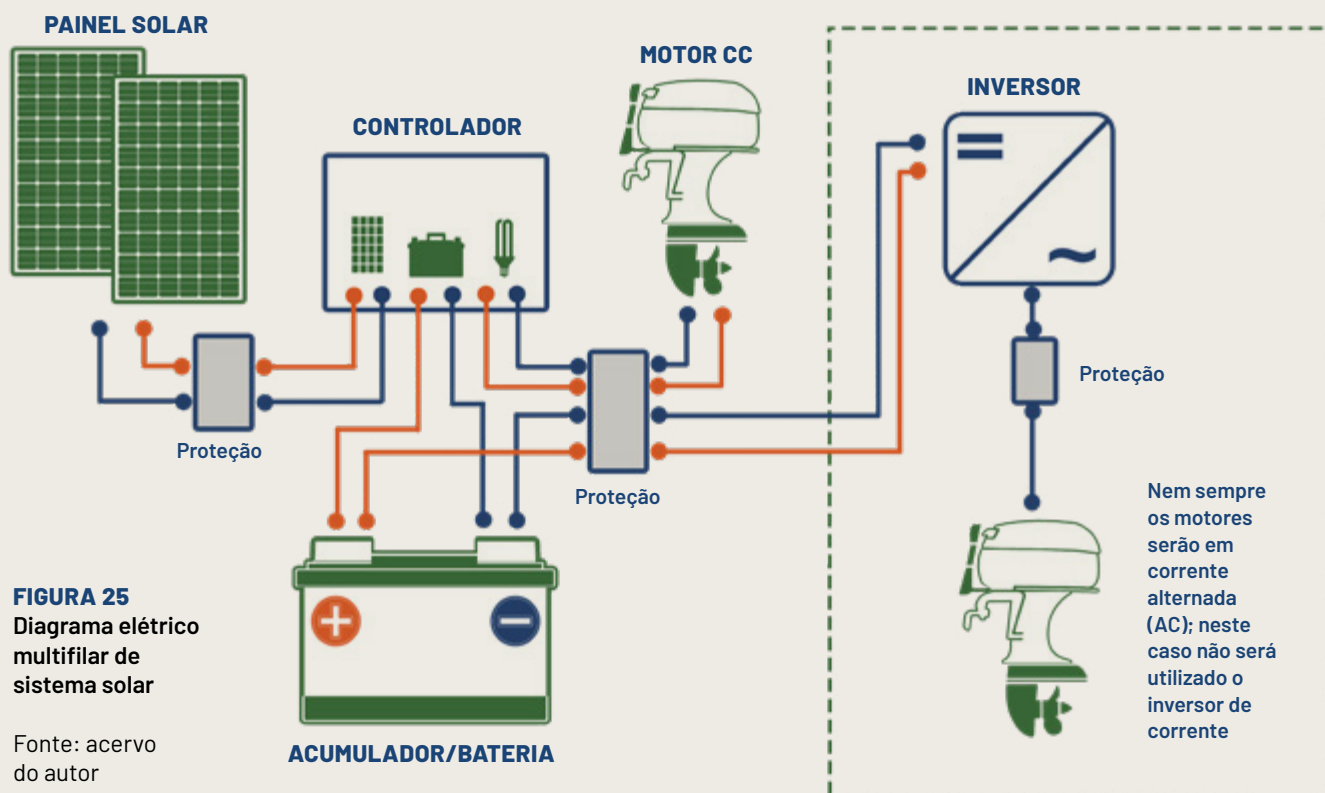 PAINEL SOLAR
MOTOR CC
INVERSOR
CONTROLADOR
Proteção
Proteção
Proteção
Nem sempre
os motores
serão em
corrente
alternada
(AC); neste
caso não será
utilizado o
inversor de
corrente
FIGURA 25
Diagrama elétrico
multifilar de
sistema solar
Fonte: acervo
do autor
ACUMULADOR/BATERIA